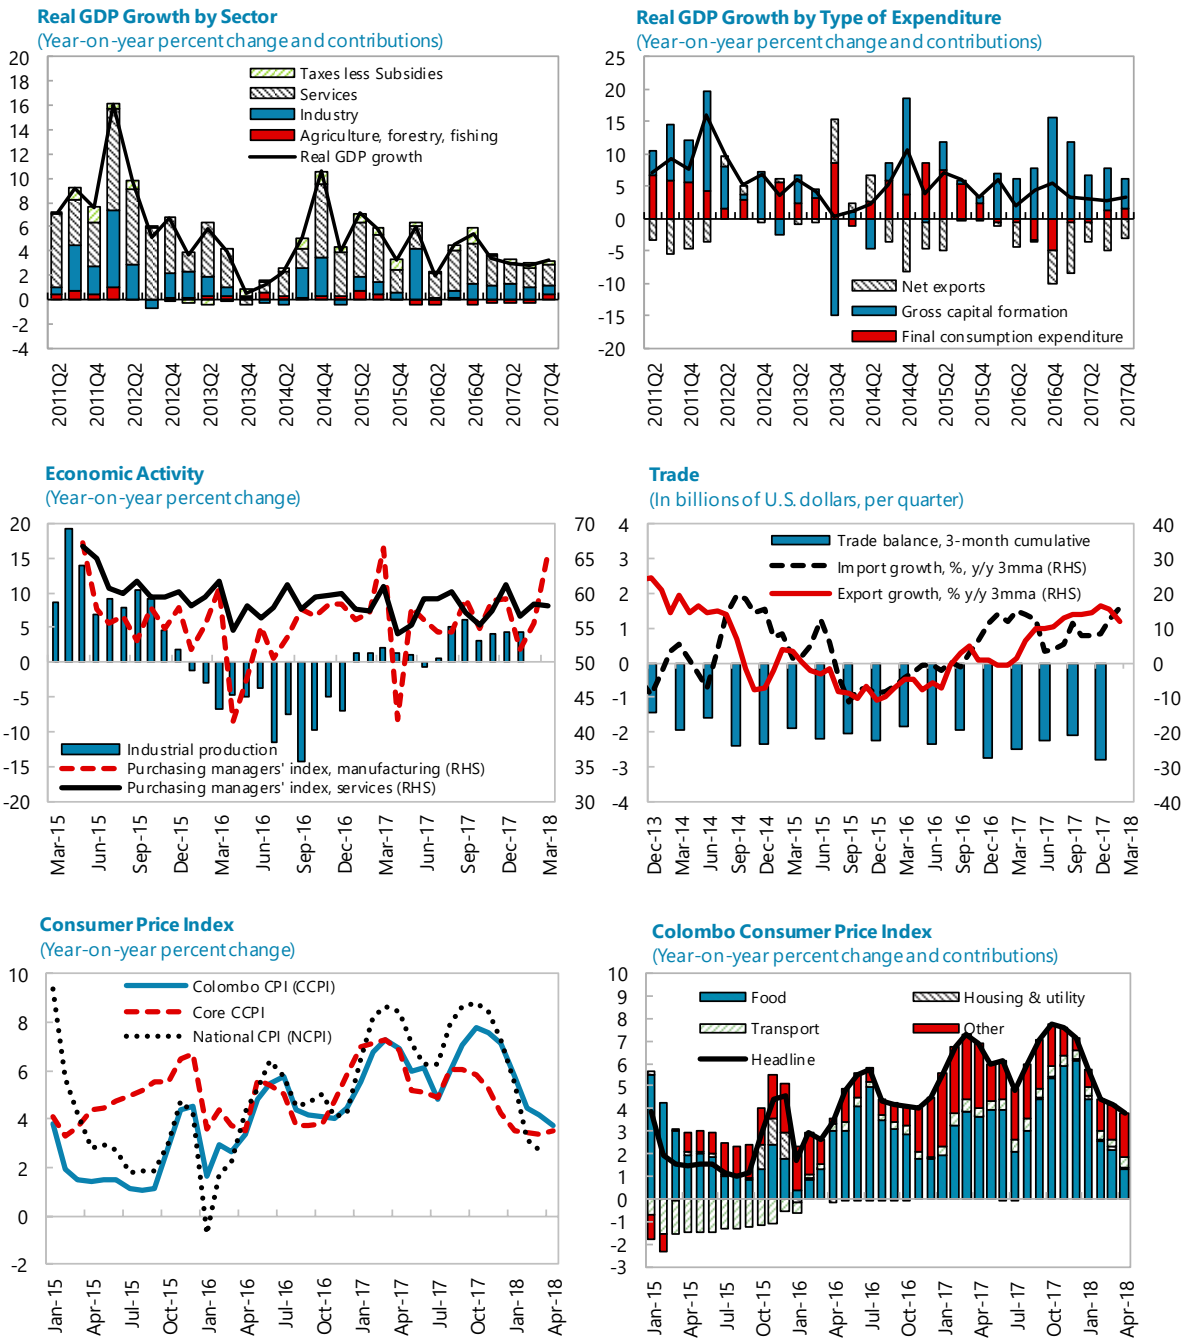 Real GDP Growth by Sector
(Year-on-year percent change and contributions)
20
18
16
14
12
10
8
6
4
2
0
-2
-4
Taxes less Subsidies
Services
Industry
Agriculture, forestry, fishing
Real GDP growth
2011Q2
2011Q4
2012Q2
2012Q4
2013Q2
2013Q4
2014Q2
2014Q4
2015Q2
2015Q4
2016Q2
2016Q4
2017Q2
2017Q4
Real GDP Growth by Type of Expenditure
(Year-on-year percent change and contributions)
25
20
15
10
5
0
-5
-10
-15
-20
Net exports
Gross capital formation
Final consumption expenditure
2011Q2
2011Q4
2012Q2
2012Q4
2013Q2
2013Q4
2014Q2
2014Q4
2015Q2
2015Q4
2016Q2
2016Q4
2017Q2
2017Q4
Economic Activity
(Year-on-year percent change)
20
15
10
5
0
-5
-10
-15
-20
70
65
60
55
50
45
40
35
30
Industrial production
Purchasing managers' index, manufacturing (RHS)
Purchasing managers' index, services (RHS)
Mar-15
Jun-15
Sep-15
Dec-15
Mar-16
Jun-16
Sep-16
Dec-16
Mar-17
Jun-17
Sep-17
Dec-17
Mar-18
Trade
(In billions of U.S. dollars, per quarter)
4
3
2
1
0
-1
-2
-3
-4
40
30
20
10
0
-10
-20
-30
-40
Trade balance, 3-month cumulative
Import growth, %, y/y 3mma (RHS)
Export growth, % y/y 3mma (RHS)
Dec-13
Mar-14
Jun-14
Sep-14
Dec-14
Mar-15
Jun-15
Sep-15
Dec-15
Mar-16
Jun-16
Sep-16
Dec-16
Mar-17
Jun-17
Sep-17
Dec-17
Mar-18
Consumer Price Index
(Year-on-year percent change)
10
8
6
4
2
0
-2
Colombo CPI (CCPI)
Core CCPI
National CPI (NCPI)
Jan-15
Apr-15
Jul-15
Oct-15
Jan-16
Apr-16
Jul-16
Oct-16
Jan-17
Apr-17
Jul-17
Oct-17
Jan-18
Apr-18
Colombo Consumer Price Index
(Year-on-year percent change and contributions)
10
9
8
7
6
5
4
3
2
1
0
-1
-2
-3
Food
Housing & utility
Transport
Other
Headline
Jan-15
Apr-15
Jul-15
Oct-15
Jan-16
Apr-16
Jul-16
Oct-16
Jan-17
Apr-17
Jul-17
Oct-17
Jan-18
Apr-18